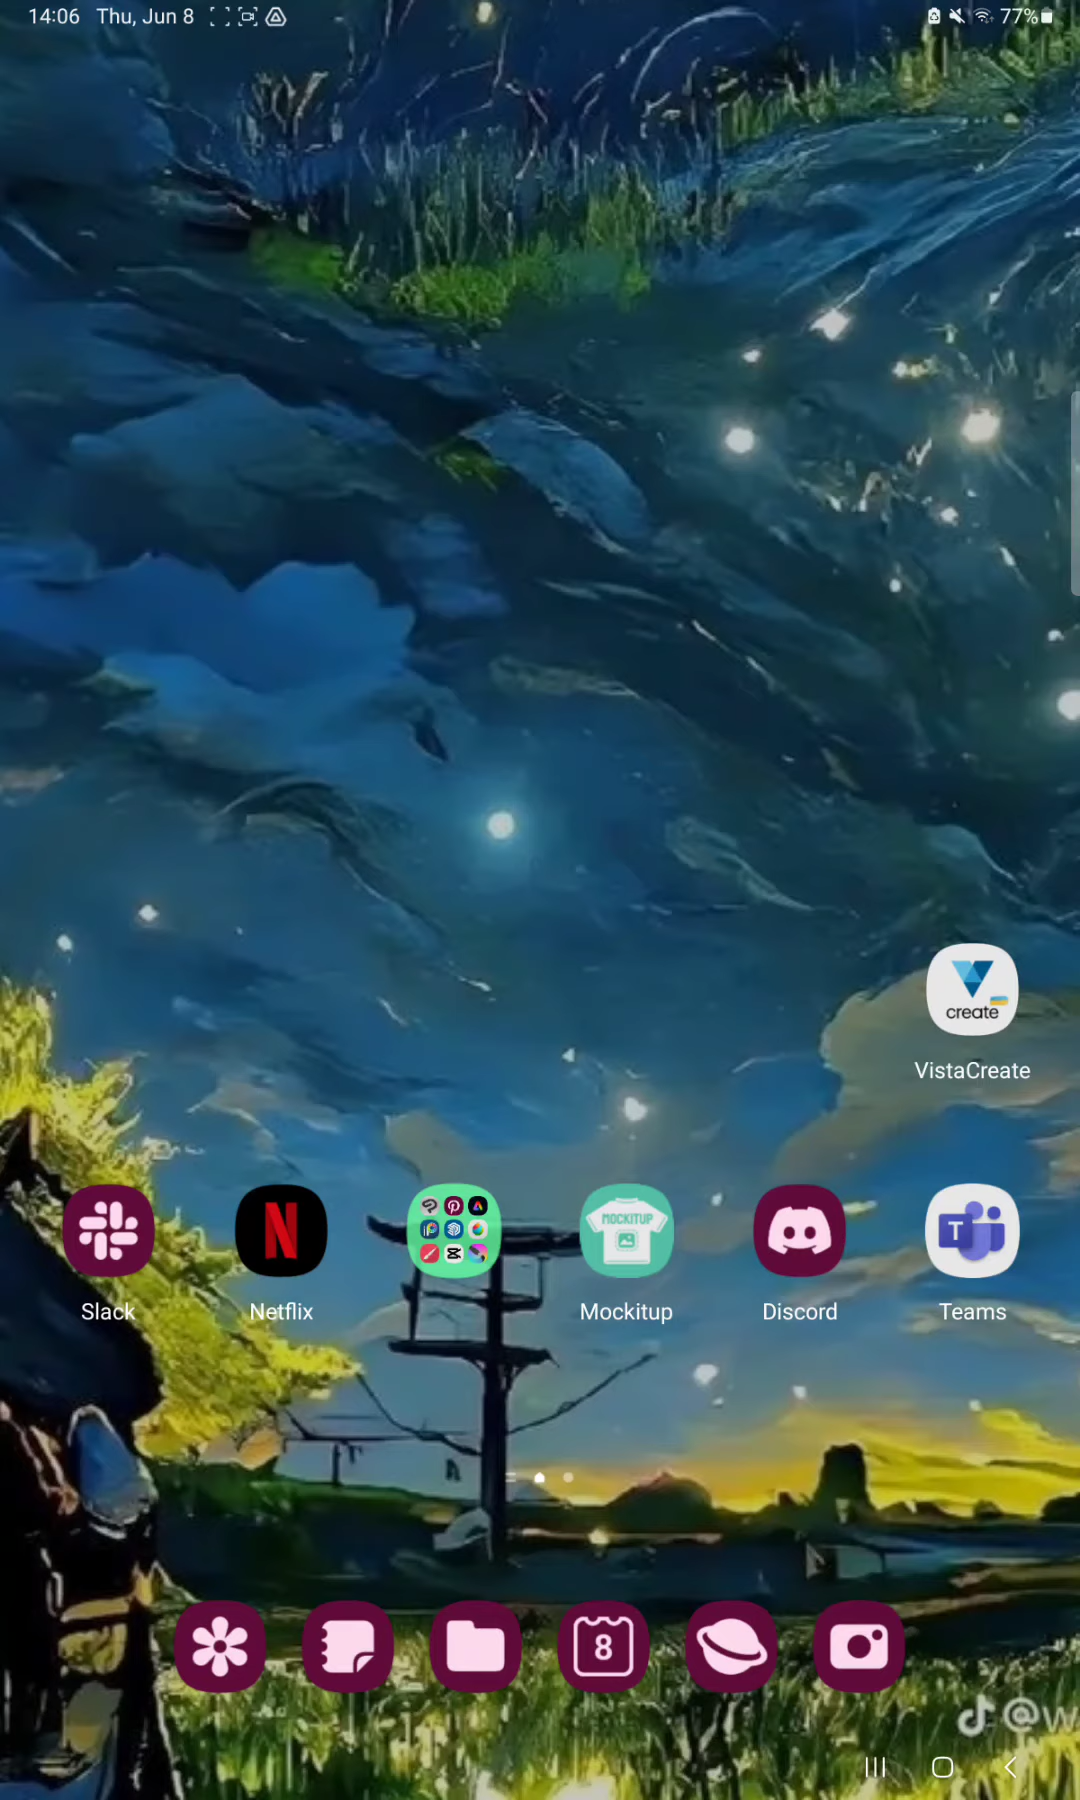 14:06 Thu, Jun 8 77%
create
VistaCreate
MOCKITUP
T
Slack Netflix Mockitup Discord Teams
8
@W